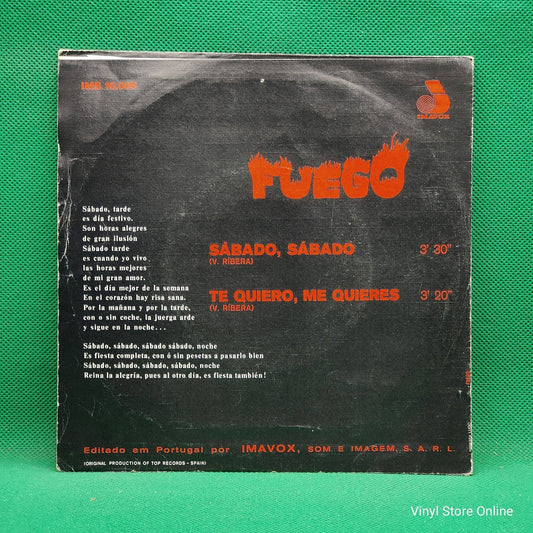 IMAVOX
FUEGO
SÁBADO, SÁBADO 3' 30"
(V. RIBERA)
TE QUIERO, ME QUIERES 3' 20"
(V. RIBERA)
Sábado, tarde
es día festivo.
Son horas alegres
de gran ilusión
Sábado tarde
es cuando yo vivo
las horas mejores
de mi gran amor.
Es el día mejor de la semana
En el corazón hay risa sana.
Por la mañana y por la tarde,
con o sin coche, la juerga arde
y sigue en la noche...
Sábado, sábado, sábado sábado, noche
Es fiesta completa, con ó sin pesetas a pasarlo bien
Sábado, sábado, sábado, sábado, noche
Reina la alegría, pues al otro día, es fiesta también!
Editado em Portugal por IMAVOX, SOM E IMAGEM, S. A. R. L.
(ORIGINAL PRODUCTION OF TOP RECORDS - SPAIN)
Vinyl Store Online